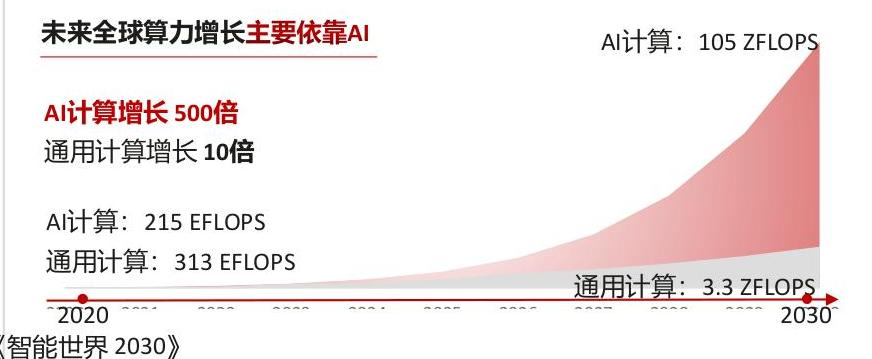 未来全球算力增长主要依靠AI
AI计算：105 ZFLOPS
AI计算增长 500倍
通用计算增长 10倍
AI计算：215 EFLOPS
通用计算：313 EFLOPS
通用计算：3.3 ZFLOPS
2020
2030
《智能世界 2030》